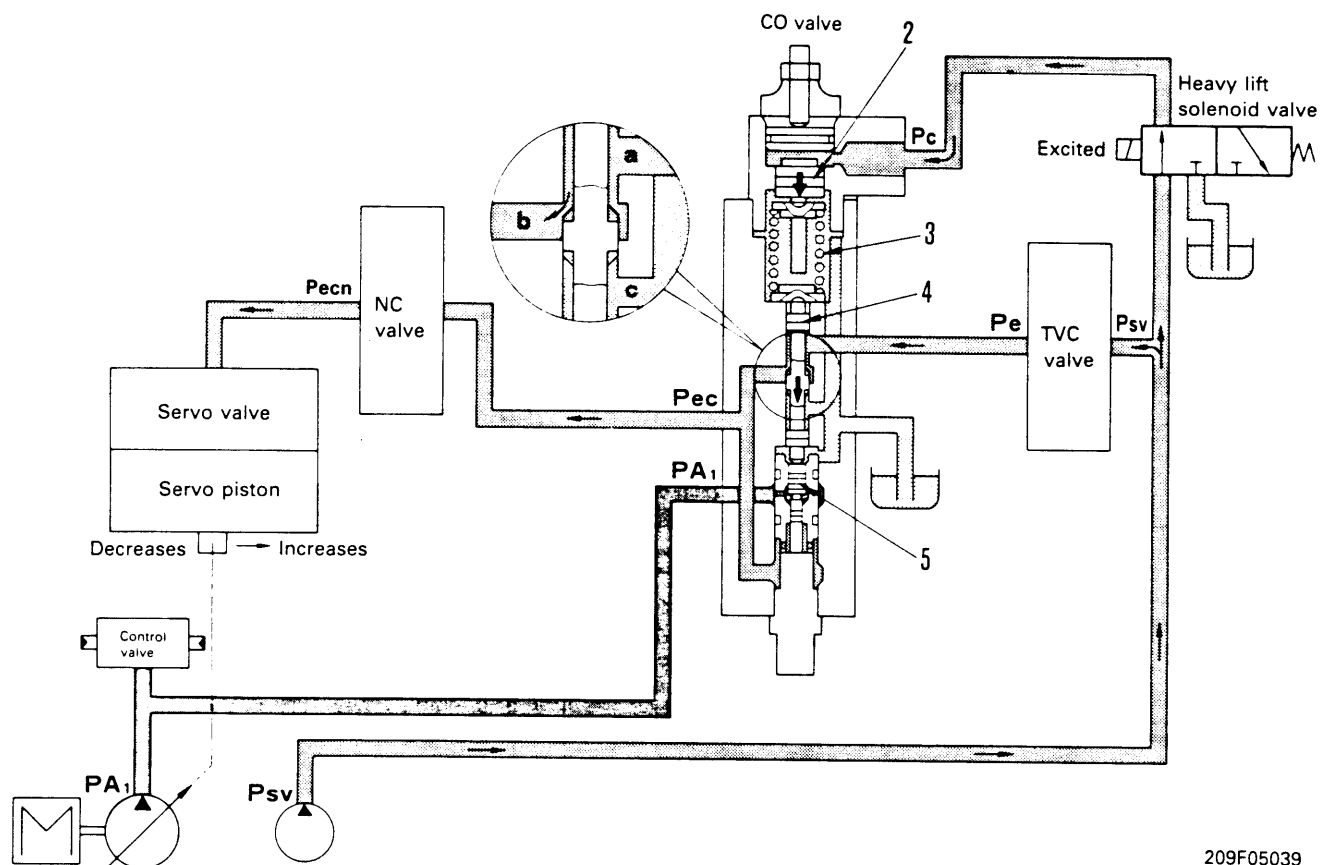 CO valve
2
Heavy lift
solenoid valve
Pc
Excited
a
b
c
3
4
Pecn
NC
valve
Pe
TVC
valve
Psv
Servo valve
Servo piston
Pec
PA1
Decreases
Increases
5
Control
valve
PA1
Psv
M
209F05039